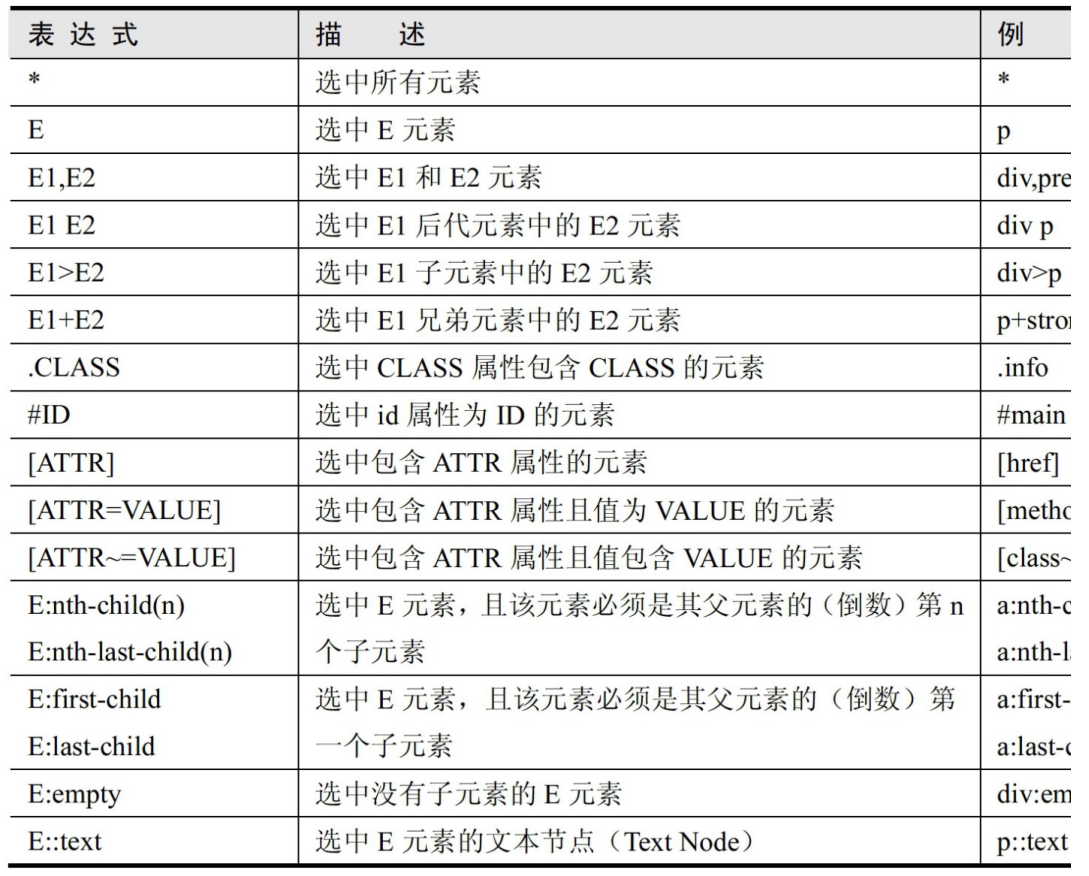 表 达 式 描 述 例
* 选中所有元素 *
E 选中 E 元素 p
E1,E2 选中 E1 和 E2 元素 div,pre
E1 E2 选中 E1 后代元素中的 E2 元素 div p
E1>E2 选中 E1 子元素中的 E2 元素 div>p
E1+E2 选中 E1 兄弟元素中的 E2 元素 p+stro
.CLASS 选中 CLASS 属性包含 CLASS 的元素 .info
#ID 选中 id 属性为 ID 的元素 #main
[ATTR] 选中包含 ATTR 属性的元素 [href]
[ATTR=VALUE] 选中包含 ATTR 属性且值为 VALUE 的元素 [metho
[ATTR~=VALUE] 选中包含 ATTR 属性且值包含 VALUE 的元素 [class~
E:nth-child(n) 选中 E 元素，且该元素必须是其父元素的（倒数）第 n a:nth-c
E:nth-last-child(n) 个子元素 a:nth-l
E:first-child 选中 E 元素，且该元素必须是其父元素的（倒数）第 a:first-
E:last-child 一个子元素 a:last-c
E:empty 选中没有子元素的 E 元素 div:em
E::text 选中 E 元素的文本节点（Text Node） p::text